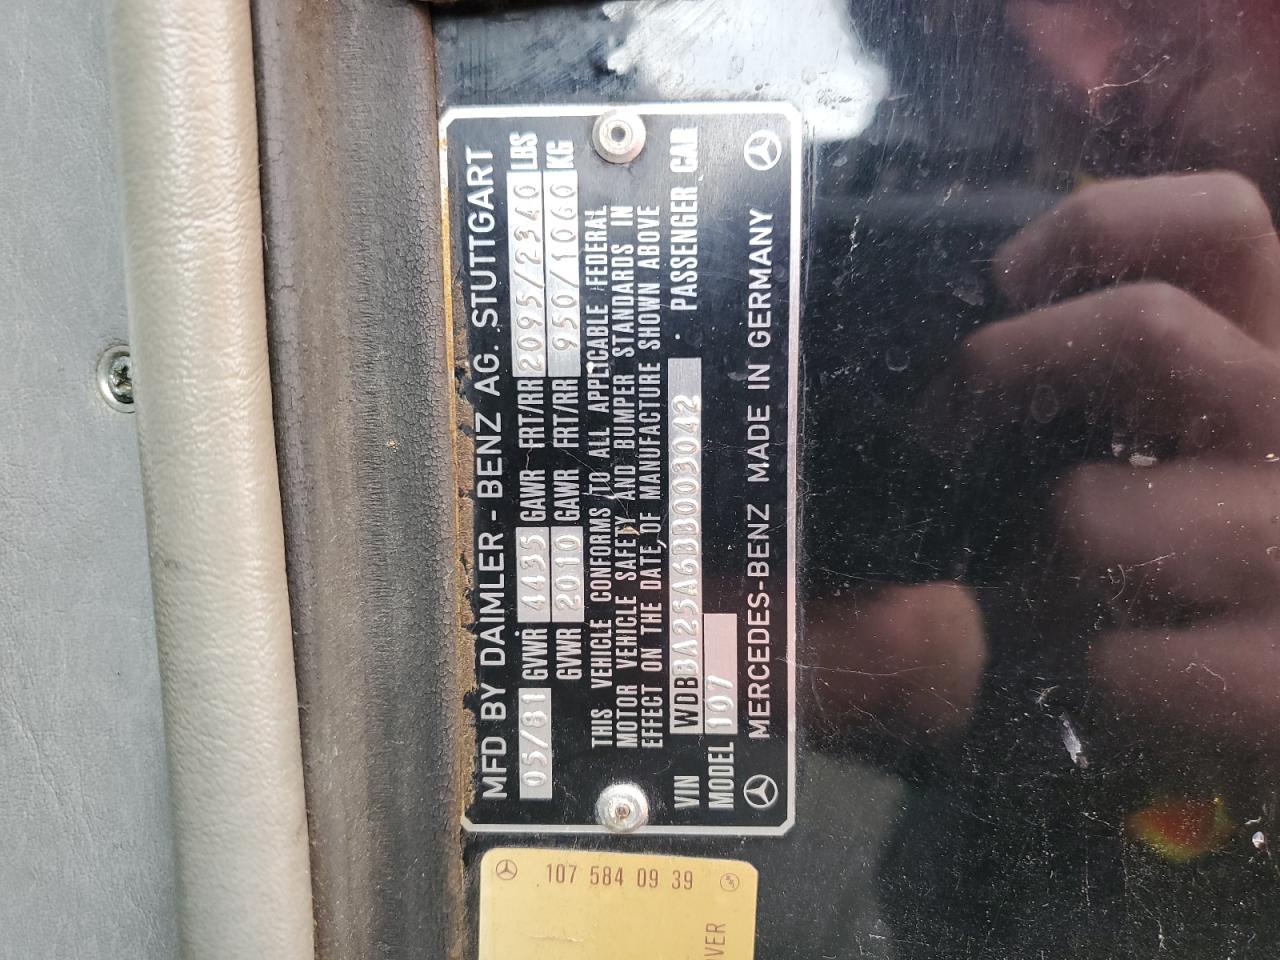 MFD BY DAIMLER - BENZ AG. STUTTGART
05/81 GVWR 4435 GAWR FRT/RR 2095/2340 LBS
GVWR 2010 GAWR FRT/RR 950/1060 KG
THIS VEHICLE CONFORMS TO ALL APPLICABLE FEDERAL
MOTOR VEHICLE SAFETY AND BUMPER STANDARDS IN
EFFECT ON THE DATE OF MANUFACTURE SHOWN ABOVE
VIN WDBBA25A6BB003042 · PASSENGER CAR
MODEL 107
MERCEDES-BENZ MADE IN GERMANY
107 584 09 39